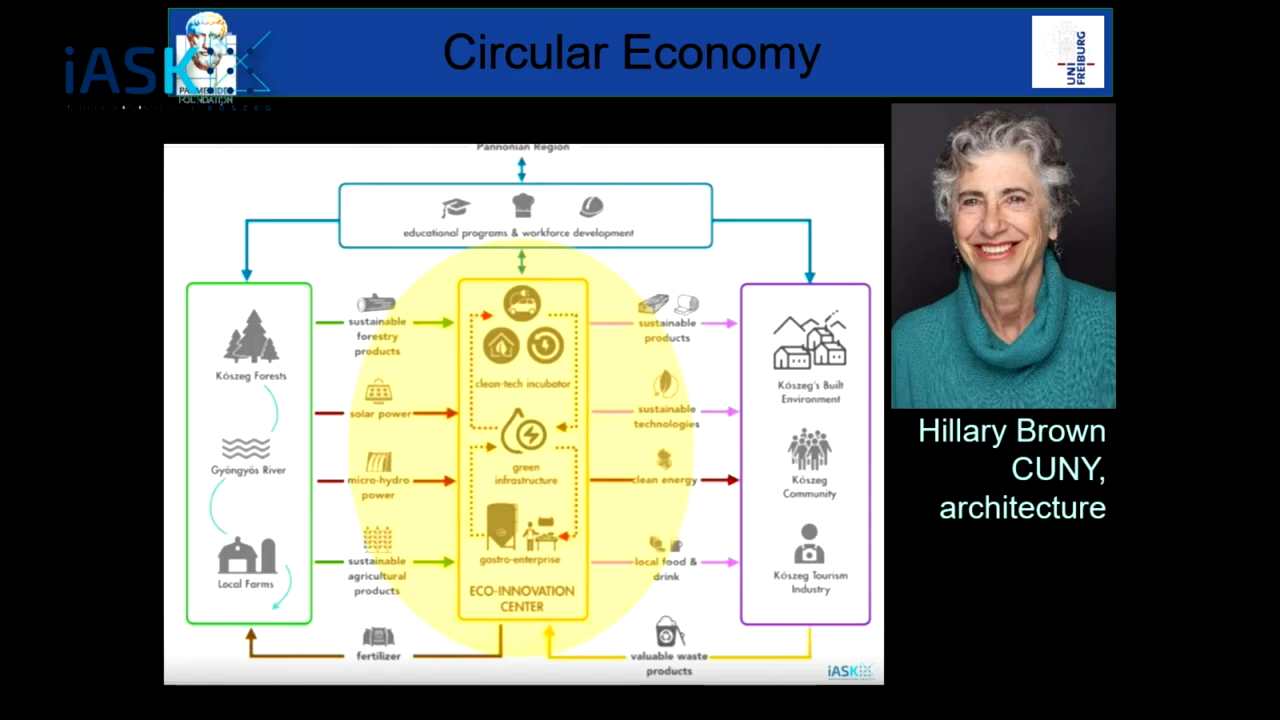 iASK
Circular Economy
UNI
FREIBURG
FOUNDATION
KŐSZEG
Pannonian Region
educational programs & workforce development
Kőszeg Forests
Gyöngyös River
Local Farms
sustainable
forestry
products
solar power
micro-hydro
power
sustainable
agricultural
products
fertilizer
clean-tech incubator
green
infrastructure
gastro-enterprise
ECO-INNOVATION
CENTER
sustainable
products
sustainable
technologies
clean energy
local food &
drink
valuable waste
products
Kőszeg's Built
Environment
Kőszeg
Community
Kőszeg Tourism
Industry
iASK
Hillary Brown
CUNY,
architecture